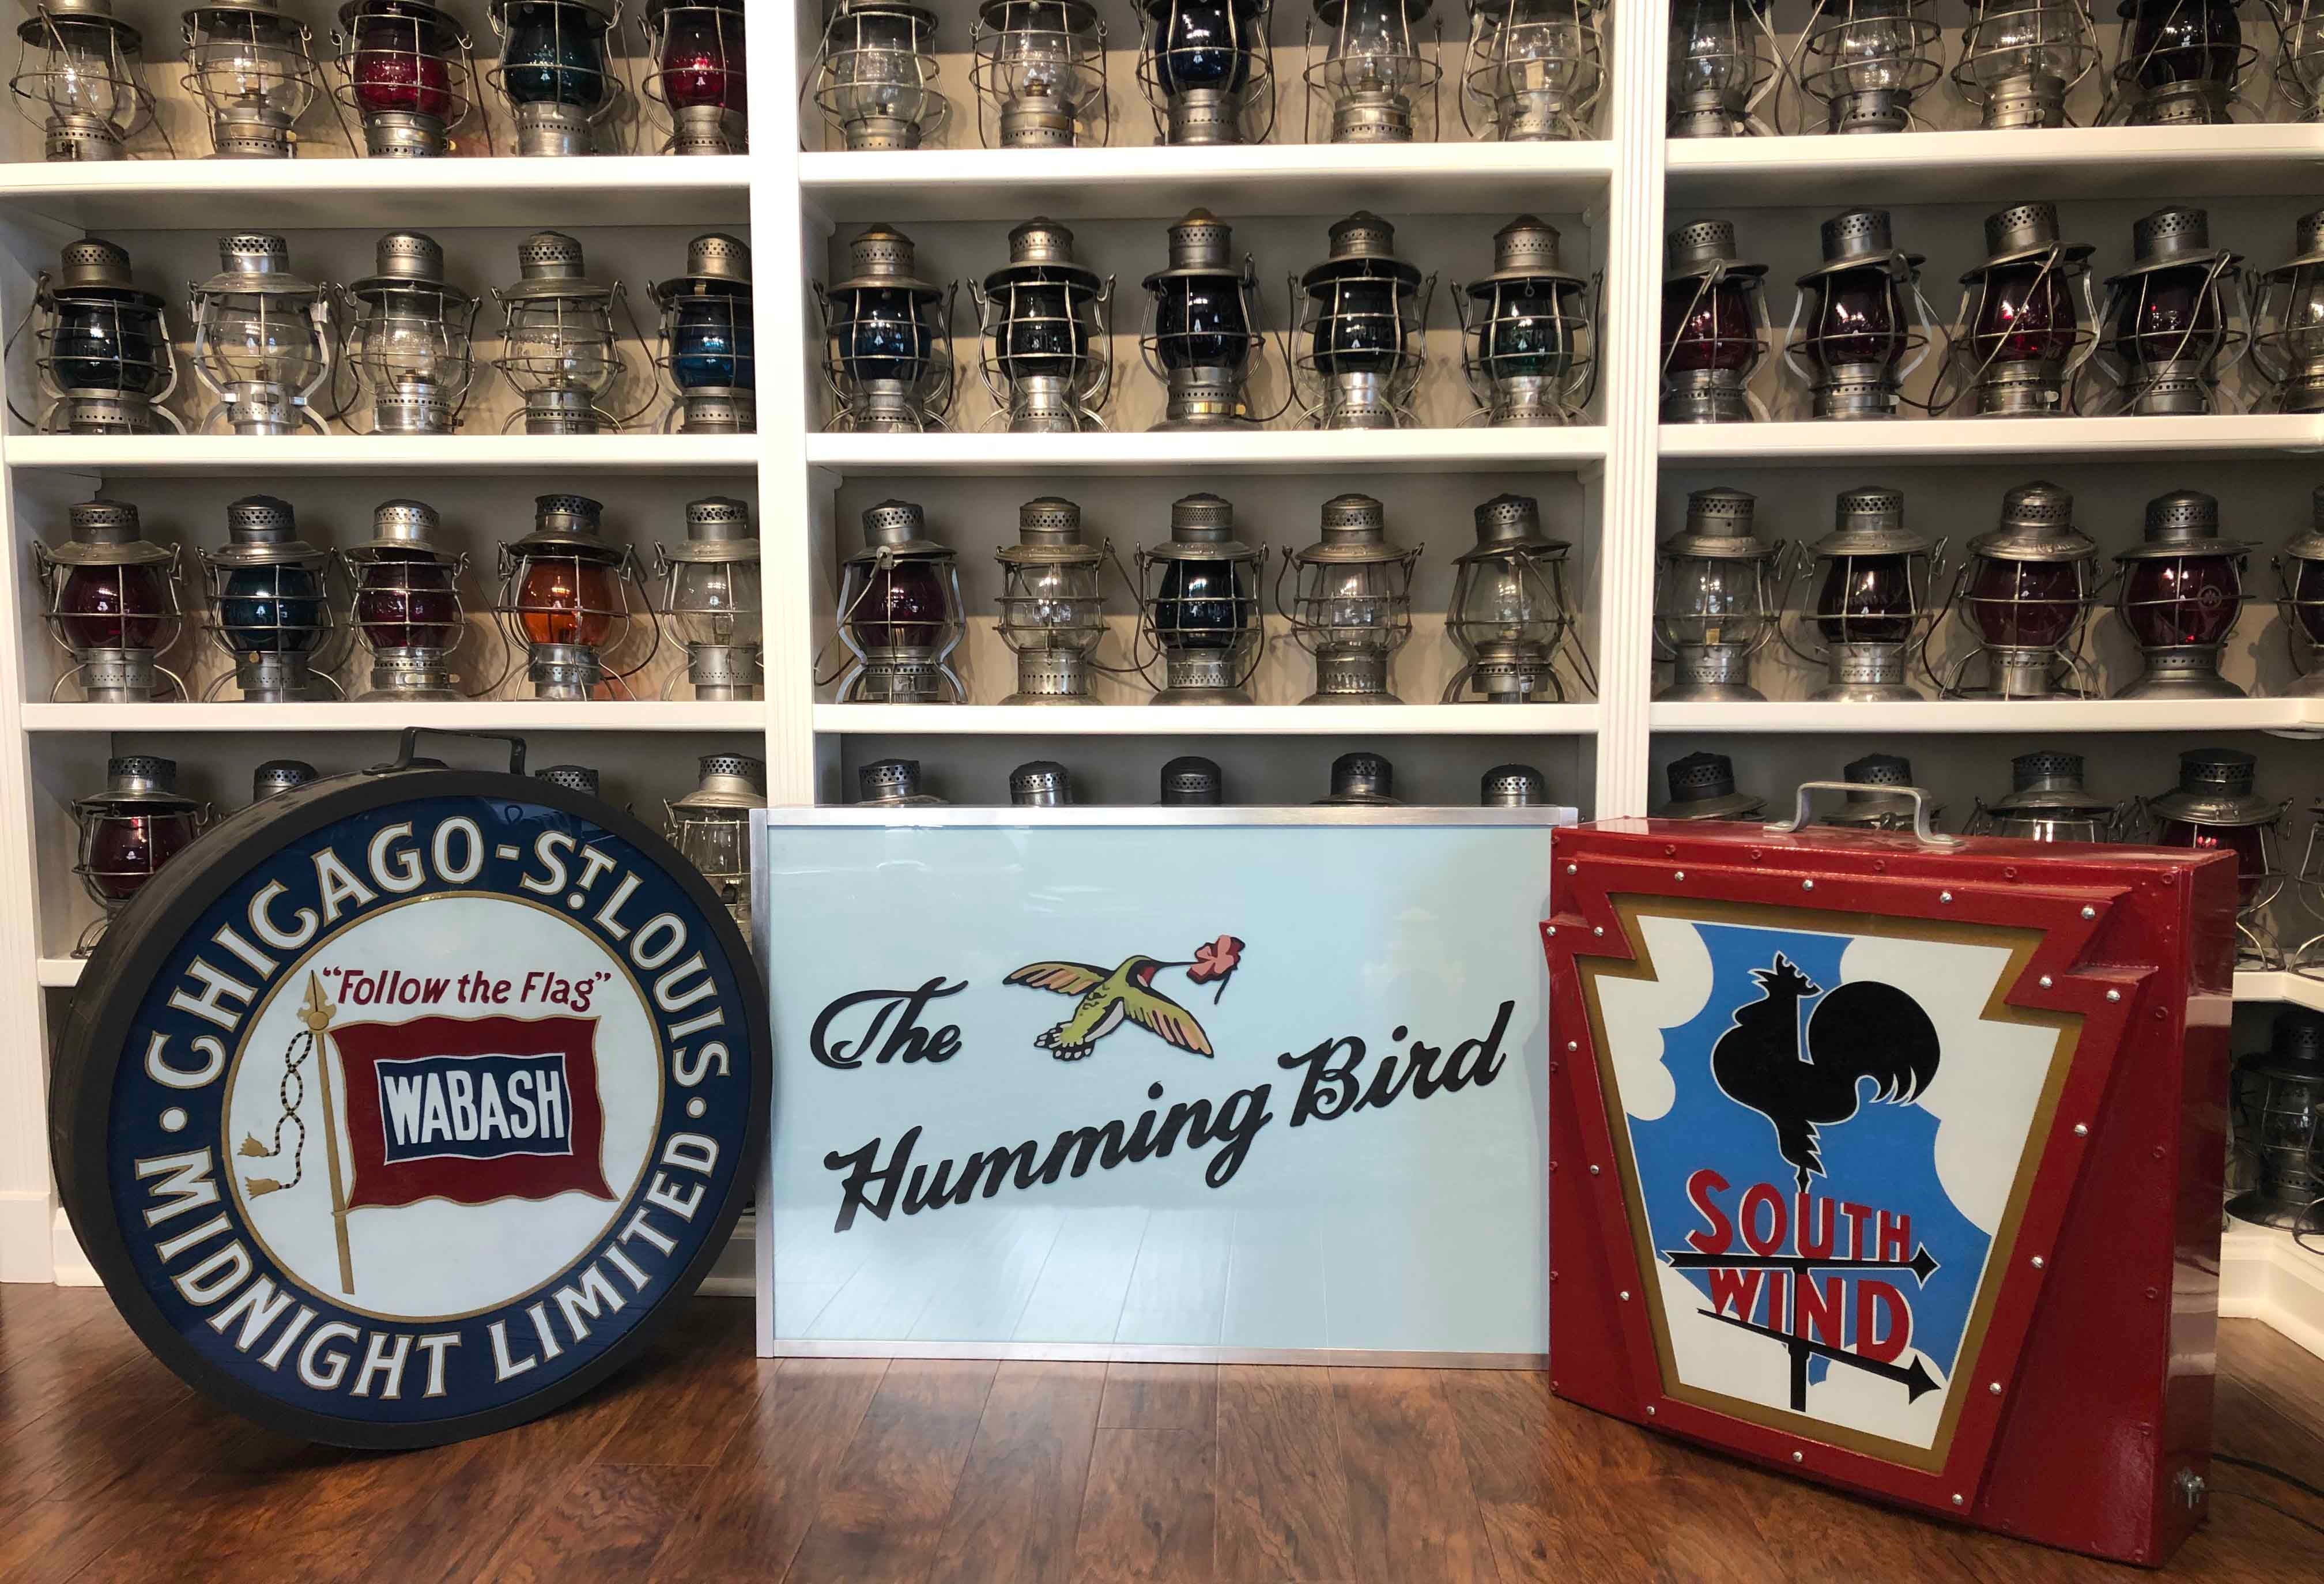 CHICAGO-ST. LOUIS
"Follow the Flag"
WABASH
MIDNIGHT LIMITED
The
Humming Bird
SOUTH
WIND